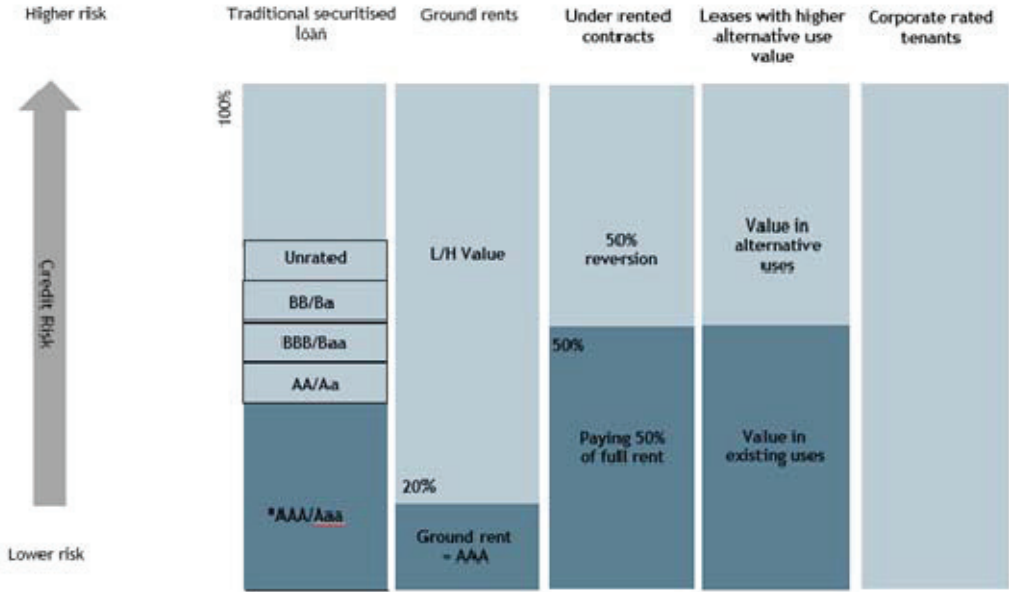 Higher risk
Traditional securitised
loan
Ground rents
Under rented
contracts
Leases with higher
alternative use
value
Corporate rated
tenants
100%
Credit Risk
Unrated
BB/Ba
BBB/Baa
AA/Aa
*AAA/Aaa
L/H Value
20%
Ground rent
= AAA
50%
reversion
50%
Paying 50%
of full rent
Value in
alternative
uses
Value in
existing uses
Lower risk